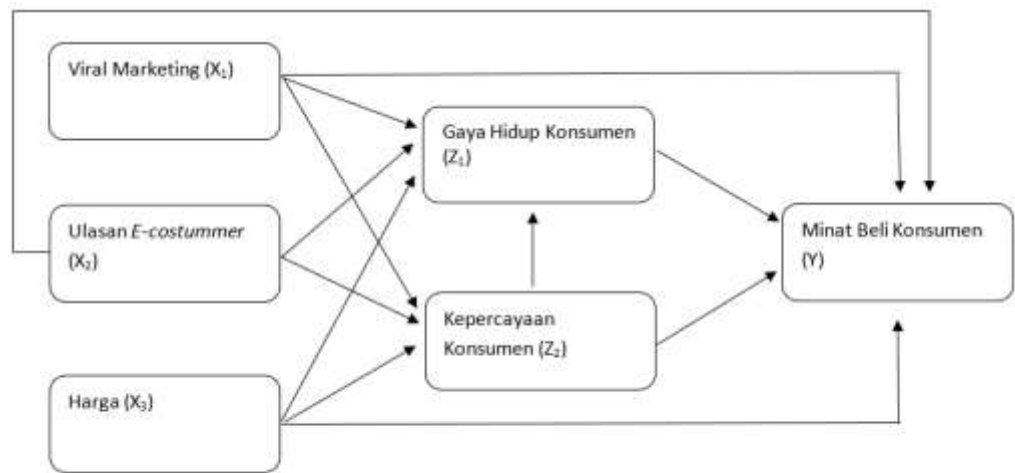 Viral Marketing (X₁)
Gaya Hidup Konsumen
(Z₁)
Ulasan E-costummer
(X₂)
Minat Beli Konsumen
(Y)
Kepercayaan
Konsumen (Z₂)
Harga (X₃)